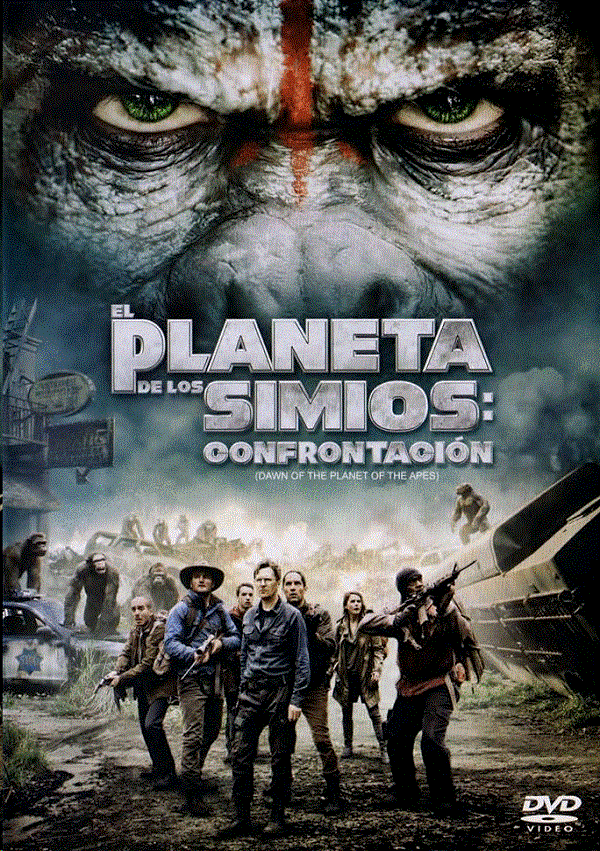 EL
PLANETA
DE LOS
SIMIOS:
CONFRONTACIÓN
(DAWN OF THE PLANET OF THE APES)
DVD
VIDEO